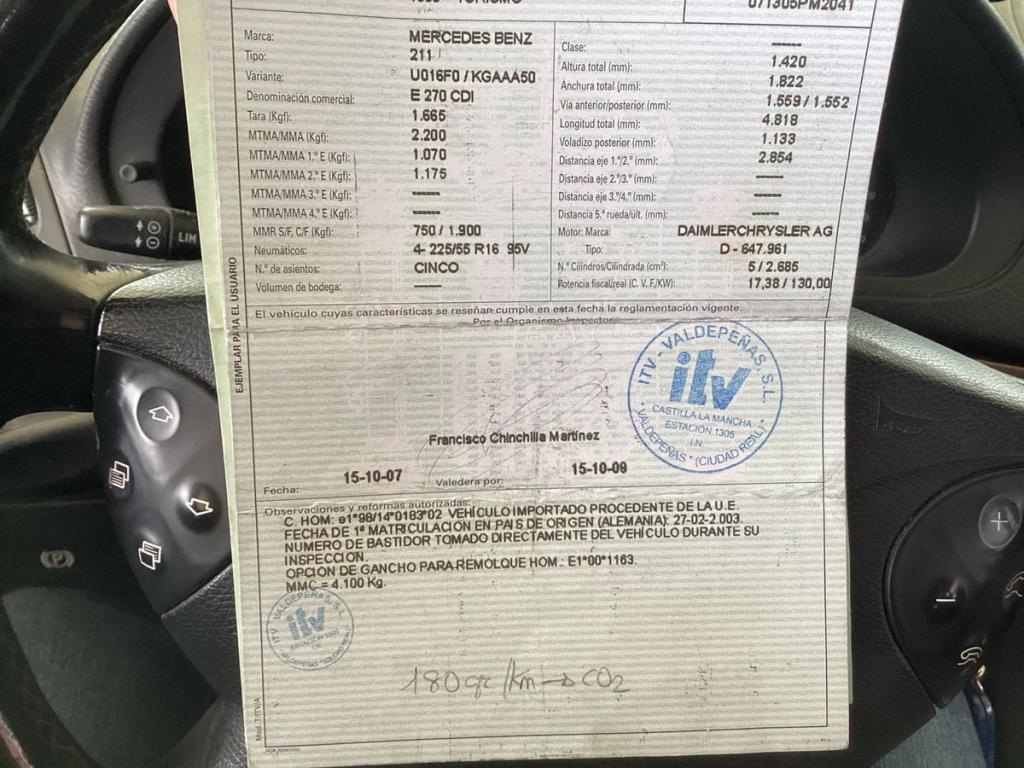 TURISMO
071305PM2041
Marca: MERCEDES BENZ
Tipo: 211
Variante: U016F0 / KGAAA50
Denominación comercial: E 270 CDI
Tara (Kgf): 1.665
MTMA/MMA (Kgf): 2.200
MTMA/MMA 1.º E (Kgf): 1.070
MTMA/MMA 2.º E (Kgf): 1.175
MTMA/MMA 3.º E (Kgf): -----
MTMA/MMA 4.º E (Kgf): -----
MMR S/F, C/F (Kgf): 750 / 1.900
Neumáticos: 4- 225/55 R16 95V
N.º de asientos: CINCO
Volumen de bodega: -----
Clase: -----
Altura total (mm): 1.420
Anchura total (mm): 1.822
Via anterior/posterior (mm): 1.559 / 1.552
Longitud total (mm): 4.818
Voladizo posterior (mm): 1.133
Distancia eje 1.º/2.º (mm): 2.854
Distancia eje 2.º/3.º (mm): -----
Distancia eje 3.º/4.º (mm): -----
Distancia 5.ª rueda/últ. (mm): -----
Motor: Marca: DAIMLERCHRYSLER AG
Tipo: D - 647.961
N.º Cilindros/Cilindrada (cm³): 5 / 2.685
Potencia fiscal/real (C. V. F/KW): 17,38 / 130,00
El vehículo cuyas características se reseñan cumple en esta fecha la reglamentación vigente.
Por el Organismo Inspector
EJEMPLAR PARA EL USUARIO
ITV - VALDEPEÑAS, S.L.
itv
CASTILLA LA MANCHA
ESTACION 1305
I.N
VALDEPEÑAS * (CIUDAD REAL)
Francisco Chinchilla Martínez
Fecha: 15-10-07 Valedera por: 15-10-09
Observaciones y reformas autorizadas:
C. HOM: e1*98/14*0183*02 VEHÍCULO IMPORTADO PROCEDENTE DE LA U.E.
FECHA DE 1ª MATRICULACION EN PAIS DE ORIGEN (ALEMANIA): 27-02-2.003.
NUMERO DE BASTIDOR TOMADO DIRECTAMENTE DEL VEHÍCULO DURANTE SU
INSPECCION.
OPCION DE GANCHO PARA REMOLQUE HOM.: E1*00*1163.
MMC = 4.100 Kg.
ITV VALDEPEÑAS, S.L.
itv
I.N
180 gr/km → CO2
LIM